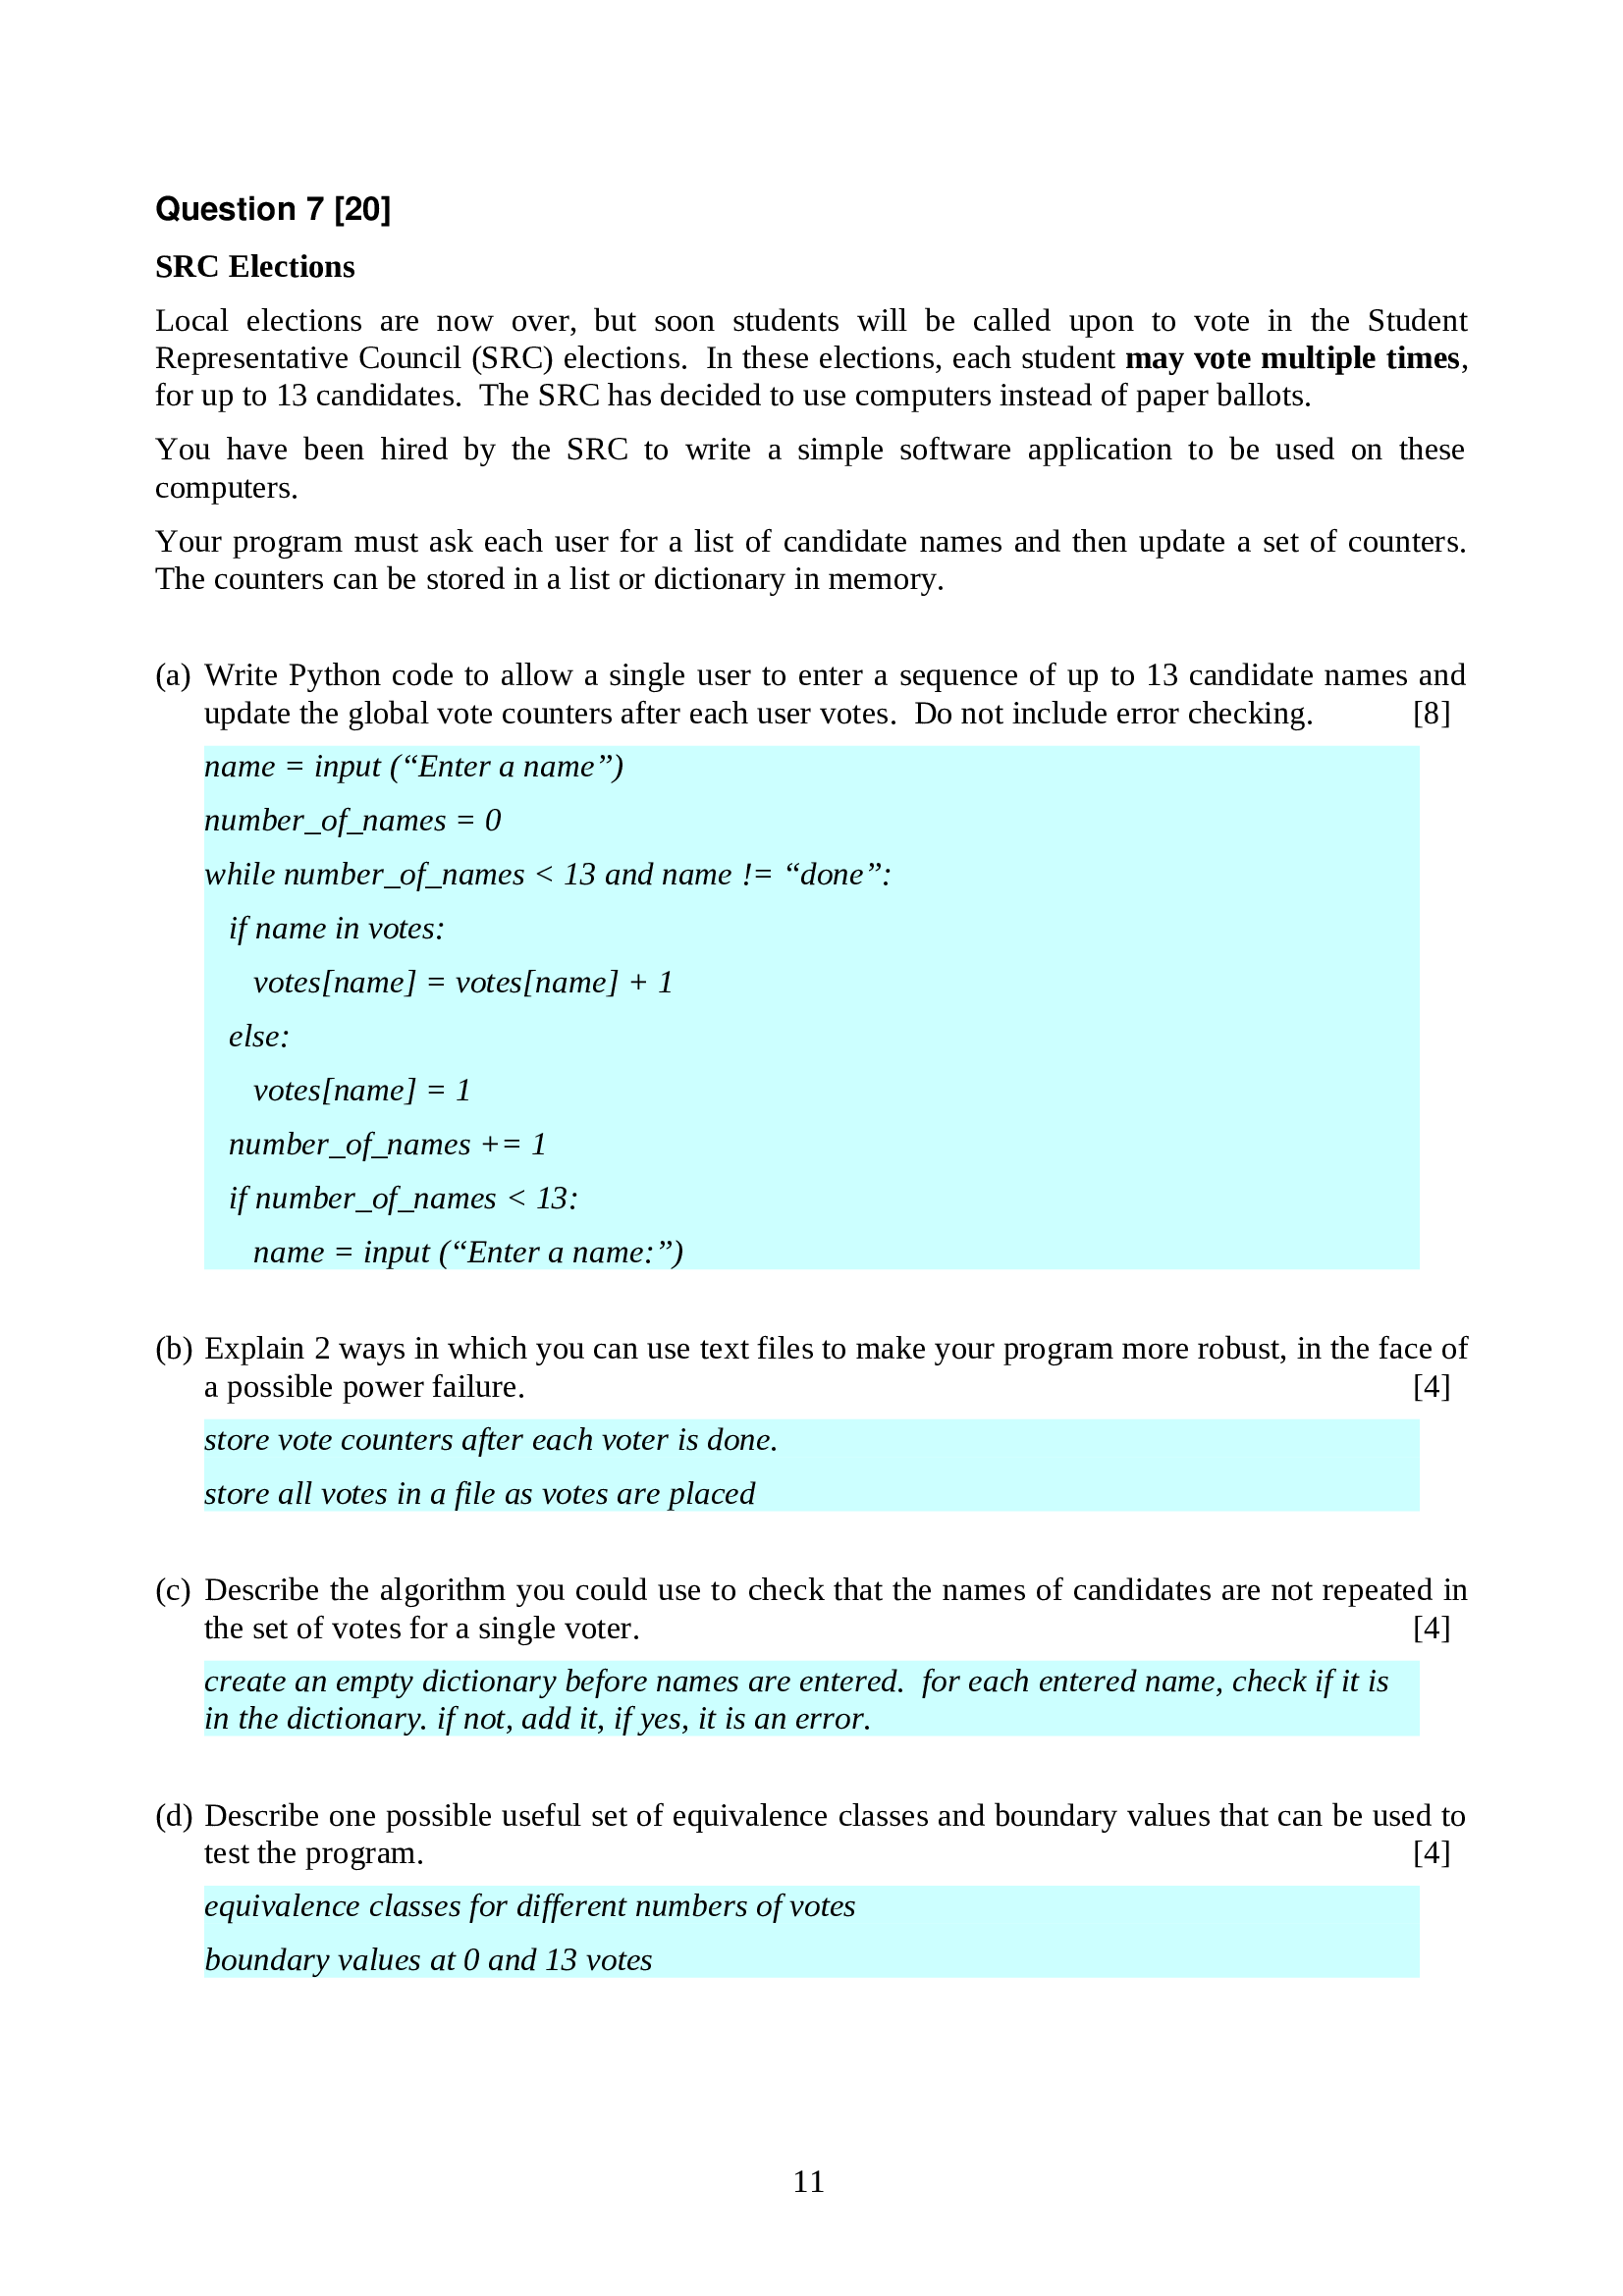 Question 7 [20]
SRC Elections
Local elections are now over, but soon students will be called upon to vote in the Student
Representative Council (SRC) elections.  In these elections, each student may vote multiple times,
for up to 13 candidates.  The SRC has decided to use computers instead of paper ballots.
You have been hired by the SRC to write a simple software application to be used on these
computers.
Your program must ask each user for a list of candidate names and then update a set of counters.
The counters can be stored in a list or dictionary in memory.
(a) Write Python code to allow a single user to enter a sequence of up to 13 candidate names and
update the global vote counters after each user votes.  Do not include error checking. [8]
name = input (“Enter a name”)
number_of_names = 0
while number_of_names < 13 and name != “done”:
if name in votes:
votes[name] = votes[name] + 1
else:
votes[name] = 1
number_of_names += 1
if number_of_names < 13:
name = input (“Enter a name:”)
(b) Explain 2 ways in which you can use text files to make your program more robust, in the face of
a possible power failure. [4]
store vote counters after each voter is done.
store all votes in a file as votes are placed
(c) Describe the algorithm you could use to check that the names of candidates are not repeated in
the set of votes for a single voter. [4]
create an empty dictionary before names are entered.  for each entered name, check if it is
in the dictionary. if not, add it, if yes, it is an error.
(d) Describe one possible useful set of equivalence classes and boundary values that can be used to
test the program. [4]
equivalence classes for different numbers of votes
boundary values at 0 and 13 votes
11